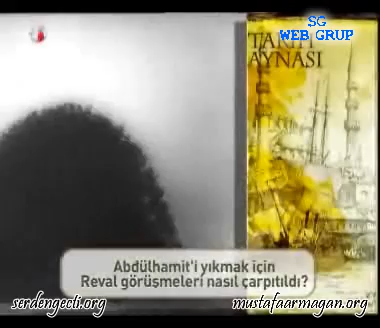 SG
WEB GRUP
TARİH
AYNASI
Abdülhamit'i yıkmak için
Reval görüşmeleri nasıl çarpıtıldı?
serdengecti.org
mustafaarmagan.org